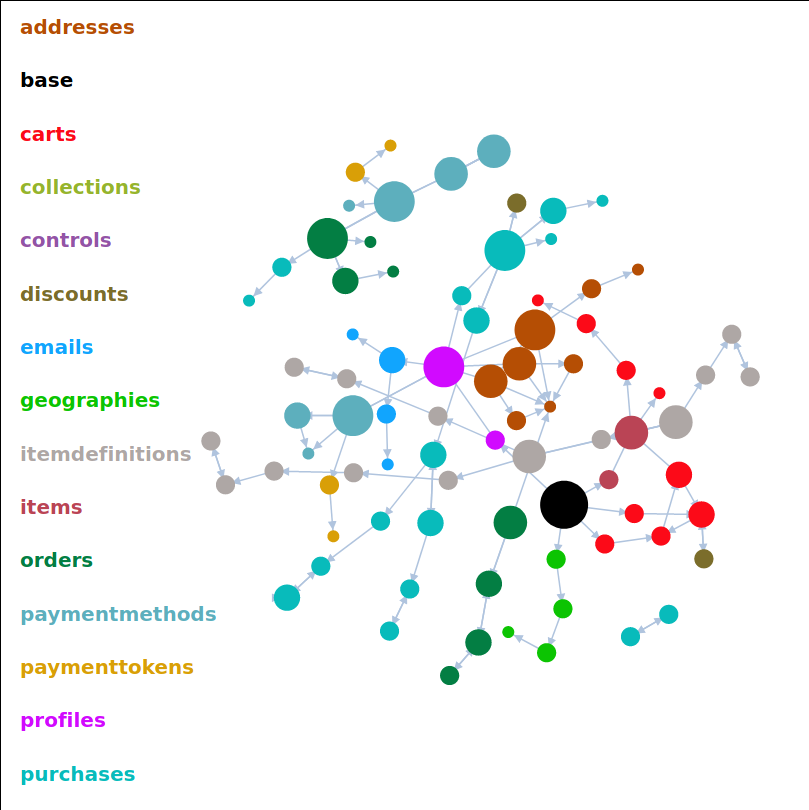 addresses
base
carts
collections
controls
discounts
emails
geographies
itemdefinitions
items
orders
paymentmethods
paymenttokens
profiles
purchases